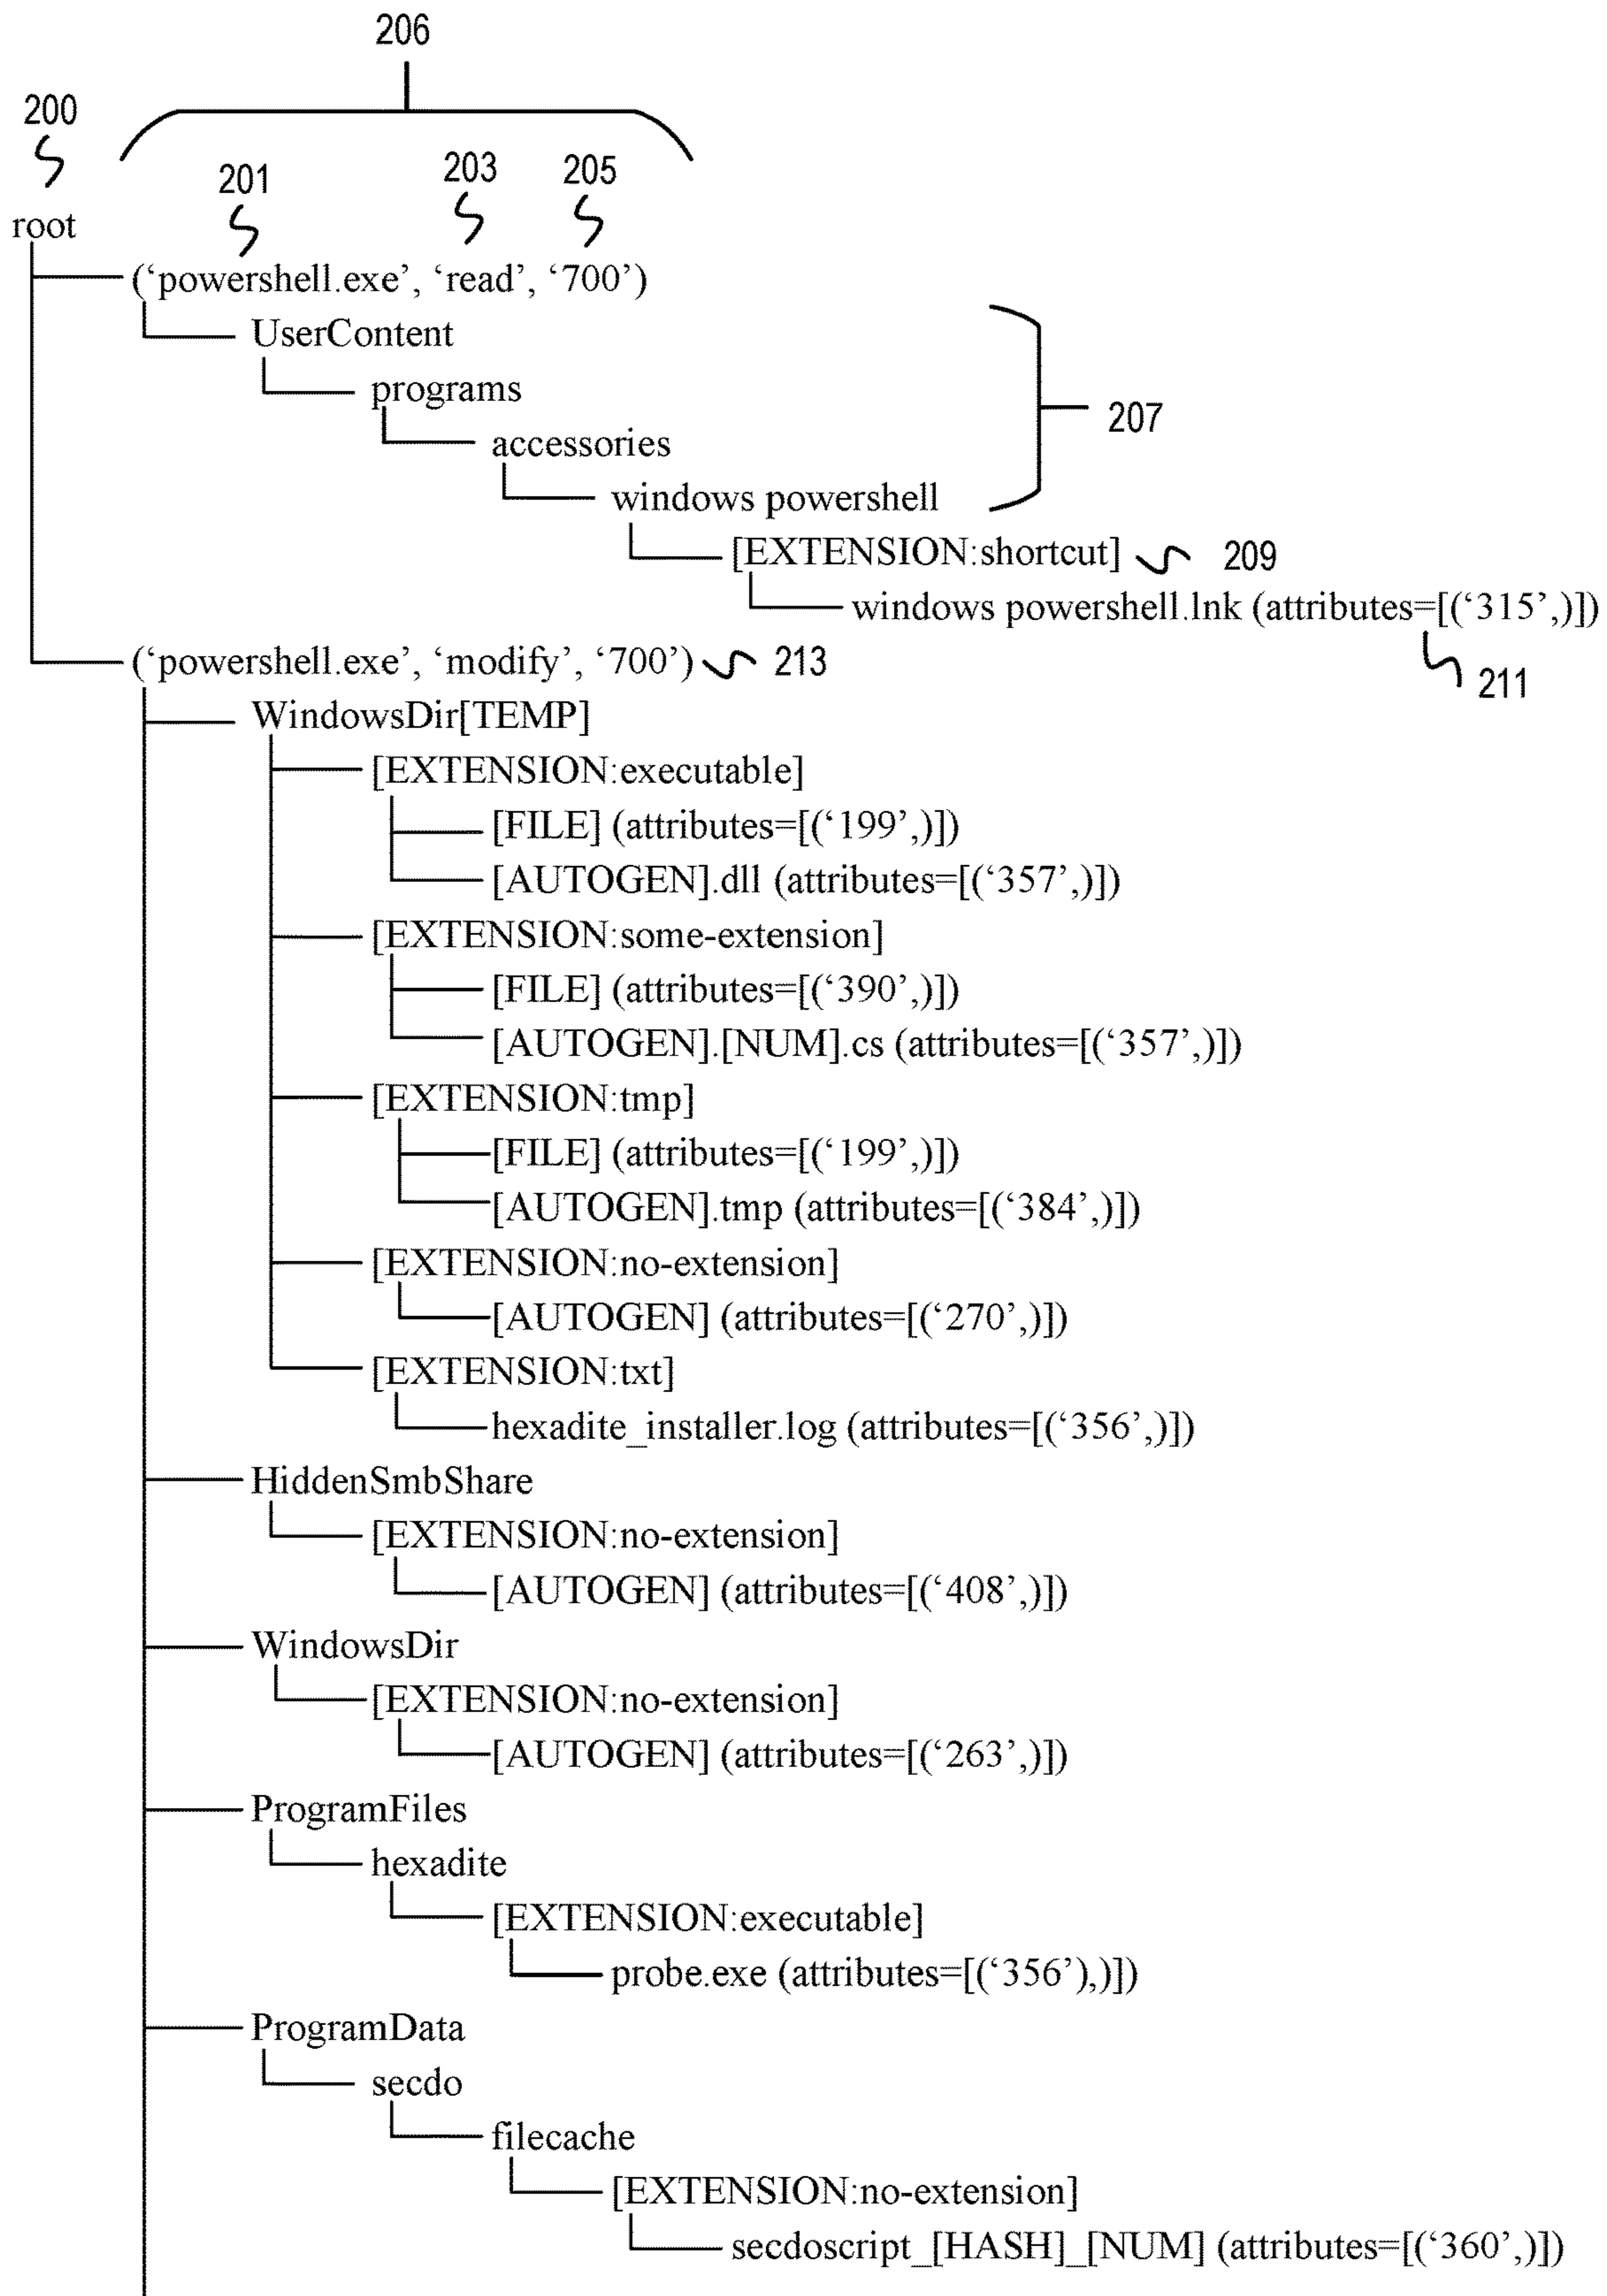 206
200
201 203 205
root
(‘powershell.exe’, ‘read’, ‘700’)
UserContent
programs
207
accessories
windows powershell
[EXTENSION:shortcut] 209
windows powershell.lnk (attributes=[(‘315’,)])
(‘powershell.exe’, ‘modify’, ‘700’) 213
211
WindowsDir[TEMP]
[EXTENSION:executable]
[FILE] (attributes=[(‘199’,)])
[AUTOGEN].dll (attributes=[(‘357’,)])
[EXTENSION:some-extension]
[FILE] (attributes=[(‘390’,)])
[AUTOGEN].[NUM].cs (attributes=[(‘357’,)])
[EXTENSION:tmp]
[FILE] (attributes=[(‘199’,)])
[AUTOGEN].tmp (attributes=[(‘384’,)])
[EXTENSION:no-extension]
[AUTOGEN] (attributes=[(‘270’,)])
[EXTENSION:txt]
hexadite_installer.log (attributes=[(‘356’,)])
HiddenSmbShare
[EXTENSION:no-extension]
[AUTOGEN] (attributes=[(‘408’,)])
WindowsDir
[EXTENSION:no-extension]
[AUTOGEN] (attributes=[(‘263’,)])
ProgramFiles
hexadite
[EXTENSION:executable]
probe.exe (attributes=[(‘356’),)])
ProgramData
secdo
filecache
[EXTENSION:no-extension]
secdoscript_[HASH]_[NUM] (attributes=[(‘360’,)])